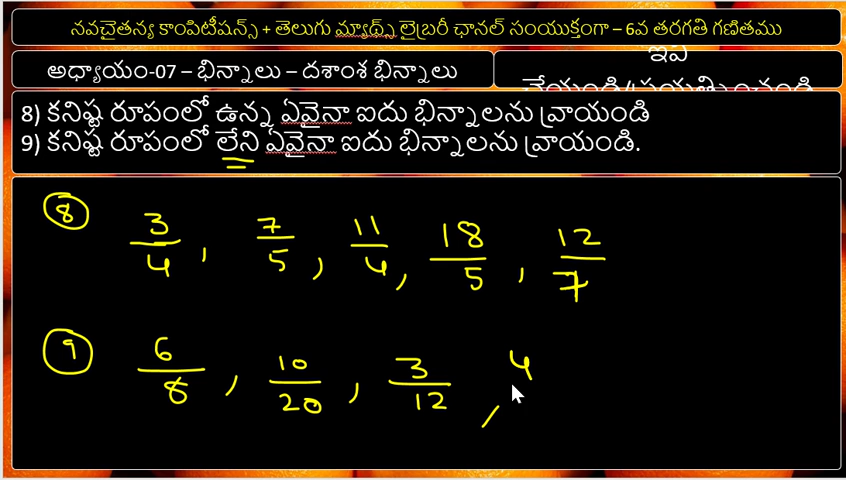 నవచైతన్య కాంపిటీషన్స్ + తెలుగు మ్యాథ్స్ లైబ్రరీ ఛానల్ సంయుక్తంగా – 6వ తరగతి గణితము
అధ్యాయం-07 – భిన్నాలు – దశాంశ భిన్నాలు
ఇవి
చేయండి/ప్రయత్నించండి
8) కనిష్ట రూపంలో ఉన్న ఏవైనా ఐదు భిన్నాలను వ్రాయండి
9) కనిష్ట రూపంలో లేని ఏవైనా ఐదు భిన్నాలను వ్రాయండి.
8 3/4, 7/5, 11/4, 18/5, 12/7
9 6/8, 10/20, 3/12, 4